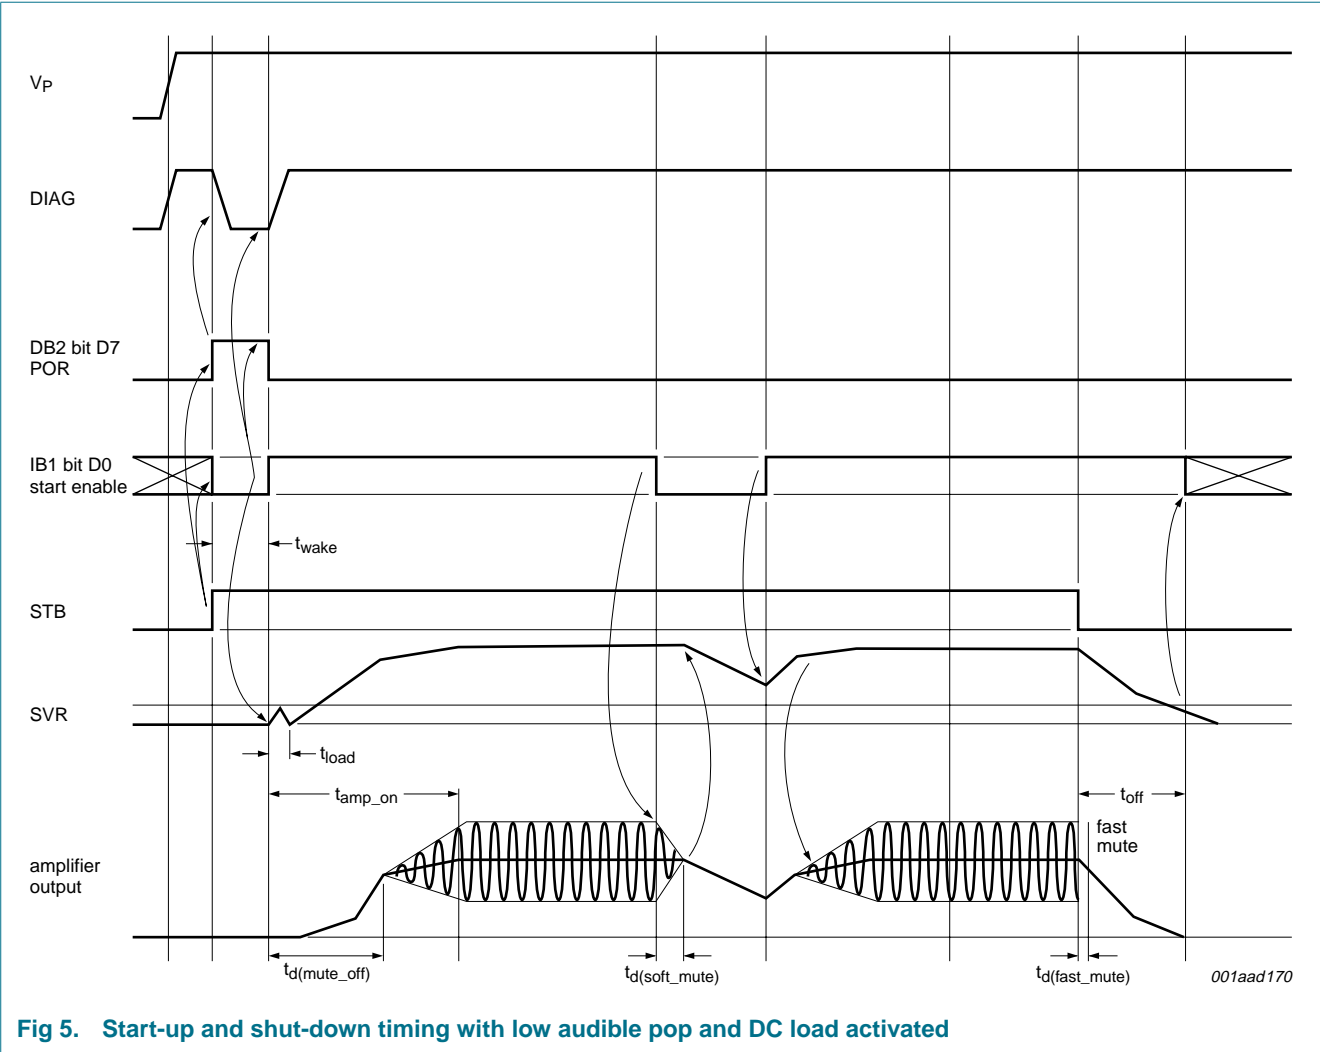 VP
DIAG
DB2 bit D7
POR
IB1 bit D0
start enable
twake
STB
SVR
tload
tamp_on
toff
fast
mute
amplifier
output
td(mute_off)
td(soft_mute)
td(fast_mute)
001aad170
Fig 5. Start-up and shut-down timing with low audible pop and DC load activated